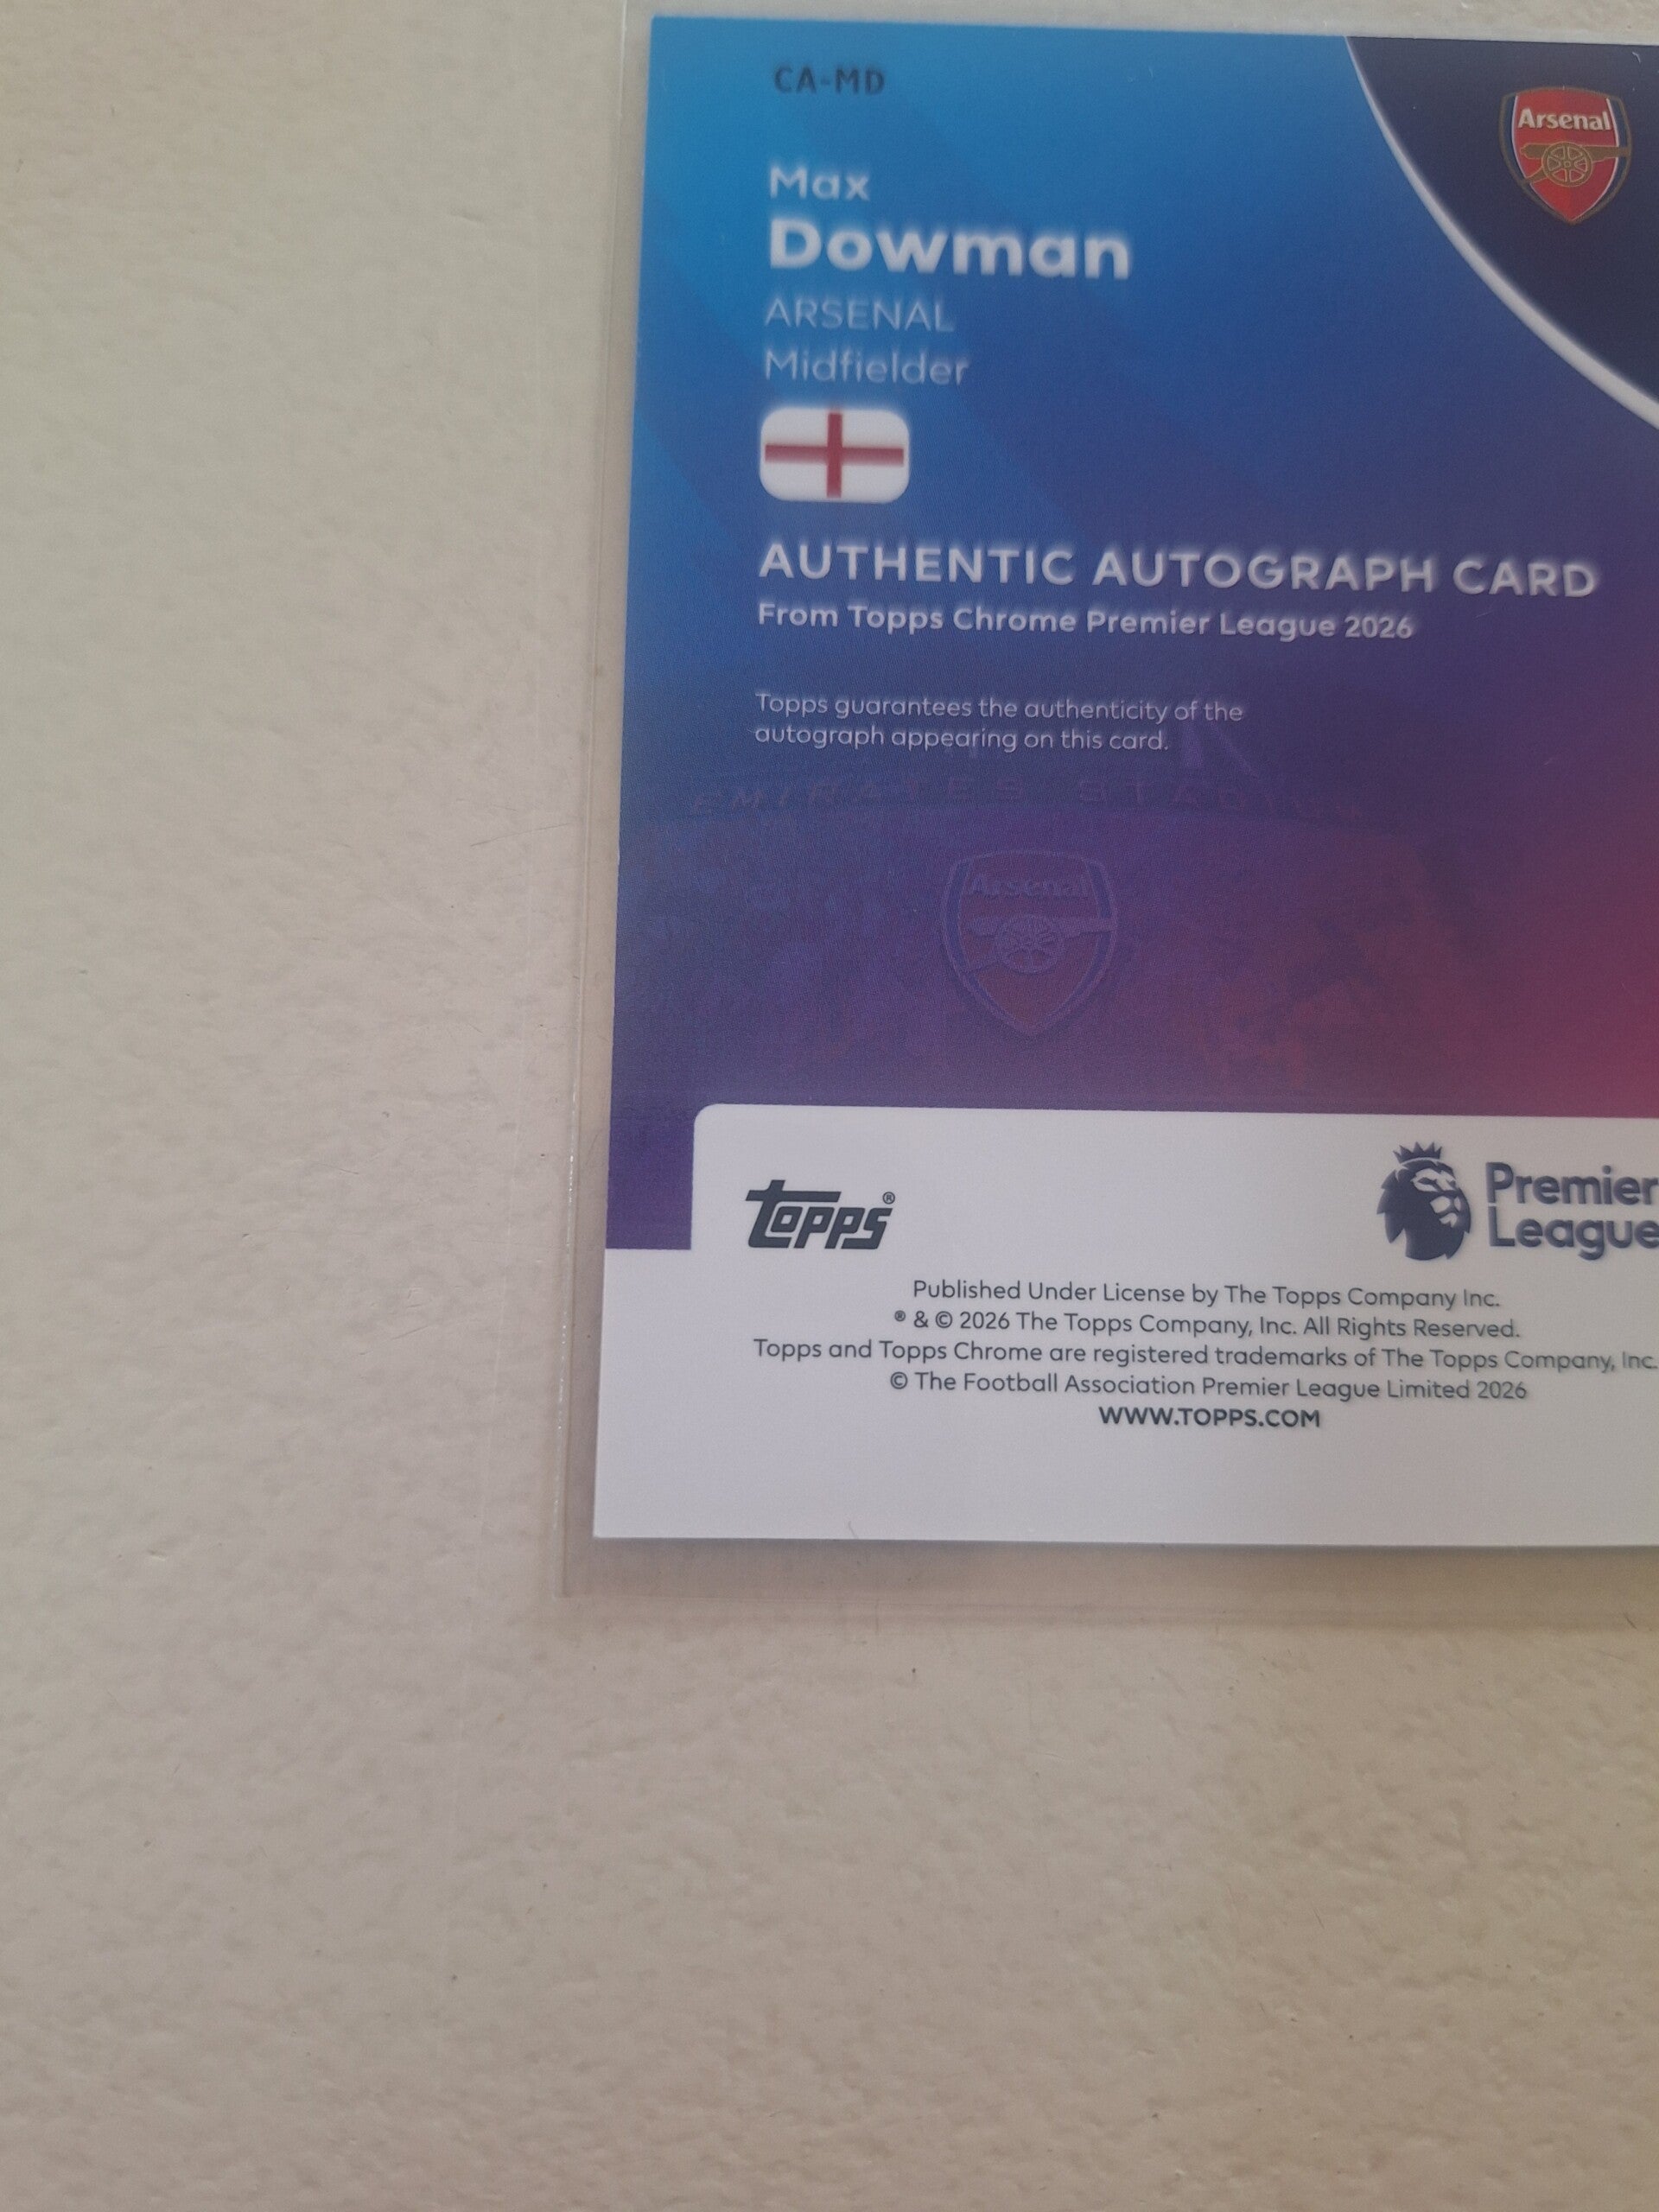 CA-MD
Arsenal
Max
Dowman
ARSENAL
Midfielder
AUTHENTIC AUTOGRAPH CARD
From Topps Chrome Premier League 2026
Topps guarantees the authenticity of the
autograph appearing on this card.
EMIRATES STADIUM
Arsenal
Topps®
Premier
League
Published Under License by The Topps Company Inc.
® & © 2026 The Topps Company, Inc. All Rights Reserved.
Topps and Topps Chrome are registered trademarks of The Topps Company, Inc.
© The Football Association Premier League Limited 2026
WWW.TOPPS.COM